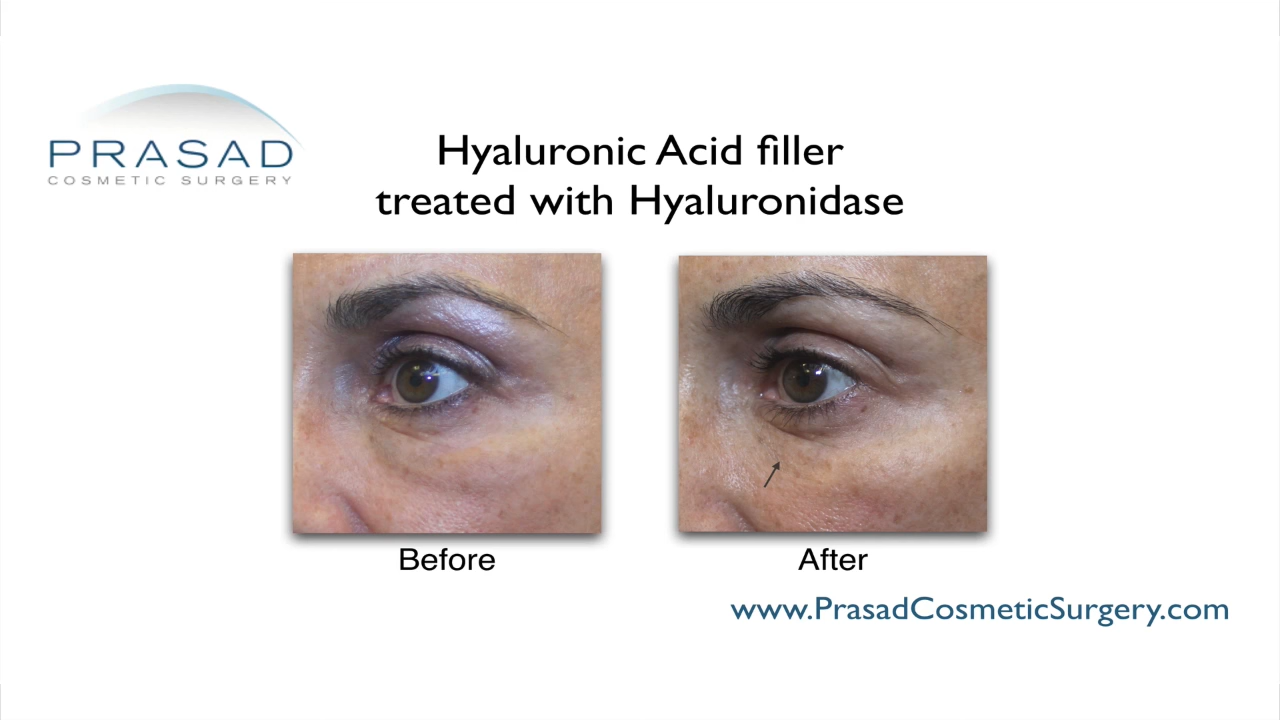 PRASAD
COSMETIC SURGERY
Hyaluronic Acid filler
treated with Hyaluronidase
Before
After
www.PrasadCosmeticSurgery.com